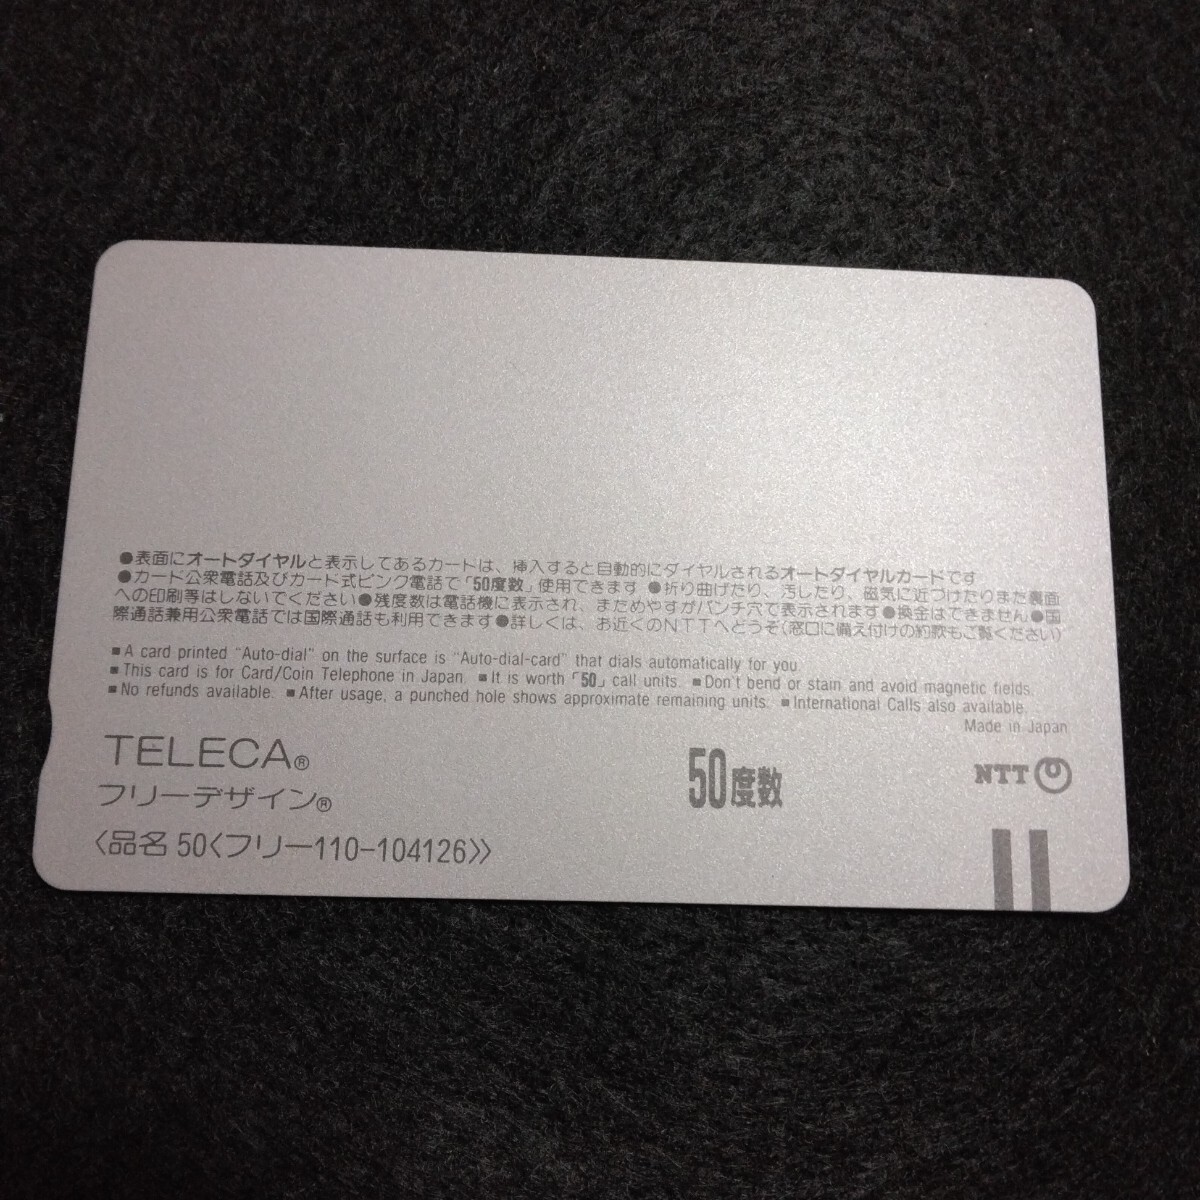 ●表面にオートダイヤルと表示してあるカードは、挿入すると自動的にダイヤルされるオートダイヤルカードです
●カード公衆電話及びカード式ピンク電話で「50度数」使用できます ●折り曲げたり、汚したり、磁気に近づけたりまた裏面
への印刷等はしないでください●残度数は電話機に表示され、まためやすがパンチ穴で表示されます●換金はできません●国
際通話兼用公衆電話では国際通話も利用できます●詳しくは、お近くのNTTへどうぞ(窓口に備え付けの約款もご覧ください)
■A card printed "Auto-dial" on the surface is "Auto-dial-card" that dials automatically for you.
■This card is for Card/Coin Telephone in Japan. ■It is worth「50」call units. ■Don't bend or stain and avoid magnetic fields.
■No refunds available. ■After usage, a punched hole shows approximate remaining units. ■International Calls also available.
Made in Japan
TELECA®
フリーデザイン®
50度数
NTT
〈品名 50〈フリー110-104126〉〉